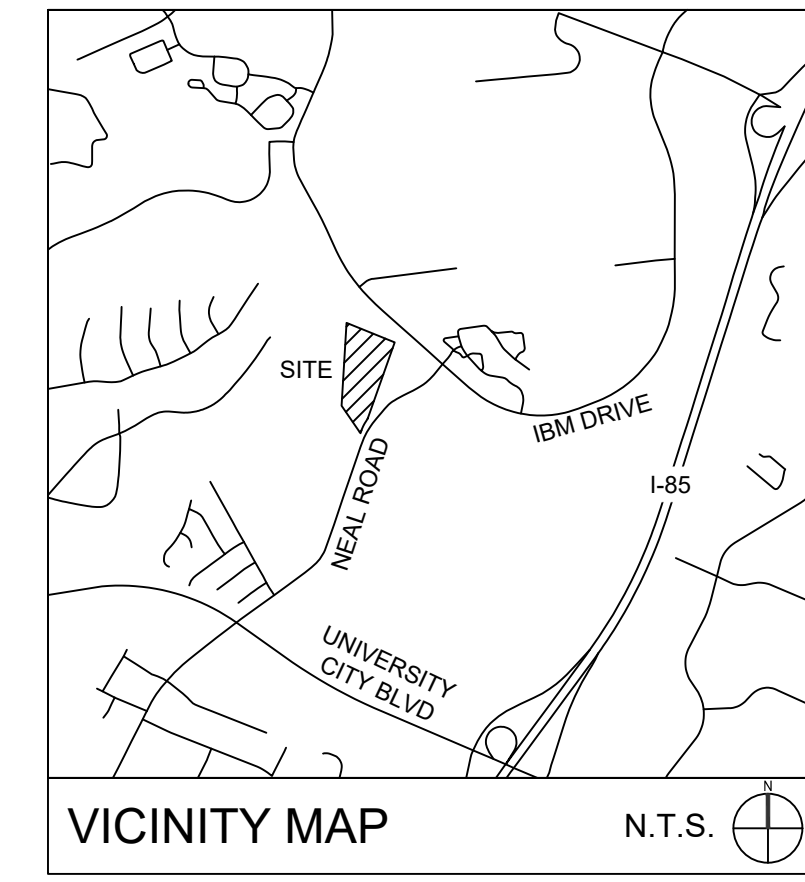 SITE
IBM DRIVE
NEAL ROAD
I-85
UNIVERSITY
CITY BLVD
VICINITY MAP
N.T.S.
N